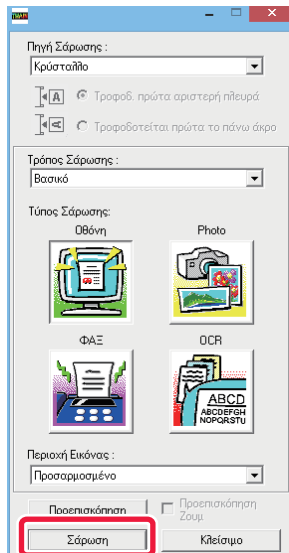 Πηγή Σάρωσης :
Κρύσταλλο
A
Τροφοδ. πρώτα αριστερή πλευρά
A
Τροφοδοτείται πρώτα το πάνω άκρο
Τρόπος Σάρωσης :
Βασικό
Τύπος Σάρωσης:
Οθόνη
Photo
ΦΑΞ
OCR
ABCD
ABCDEFGH
NOPQRSTU
Περιοχή Εικόνας :
Προσαρμοσμένο
Προεπισκόπηση
Προεπισκόπηση
Ζουμ
Σάρωση
Κλείσιμο